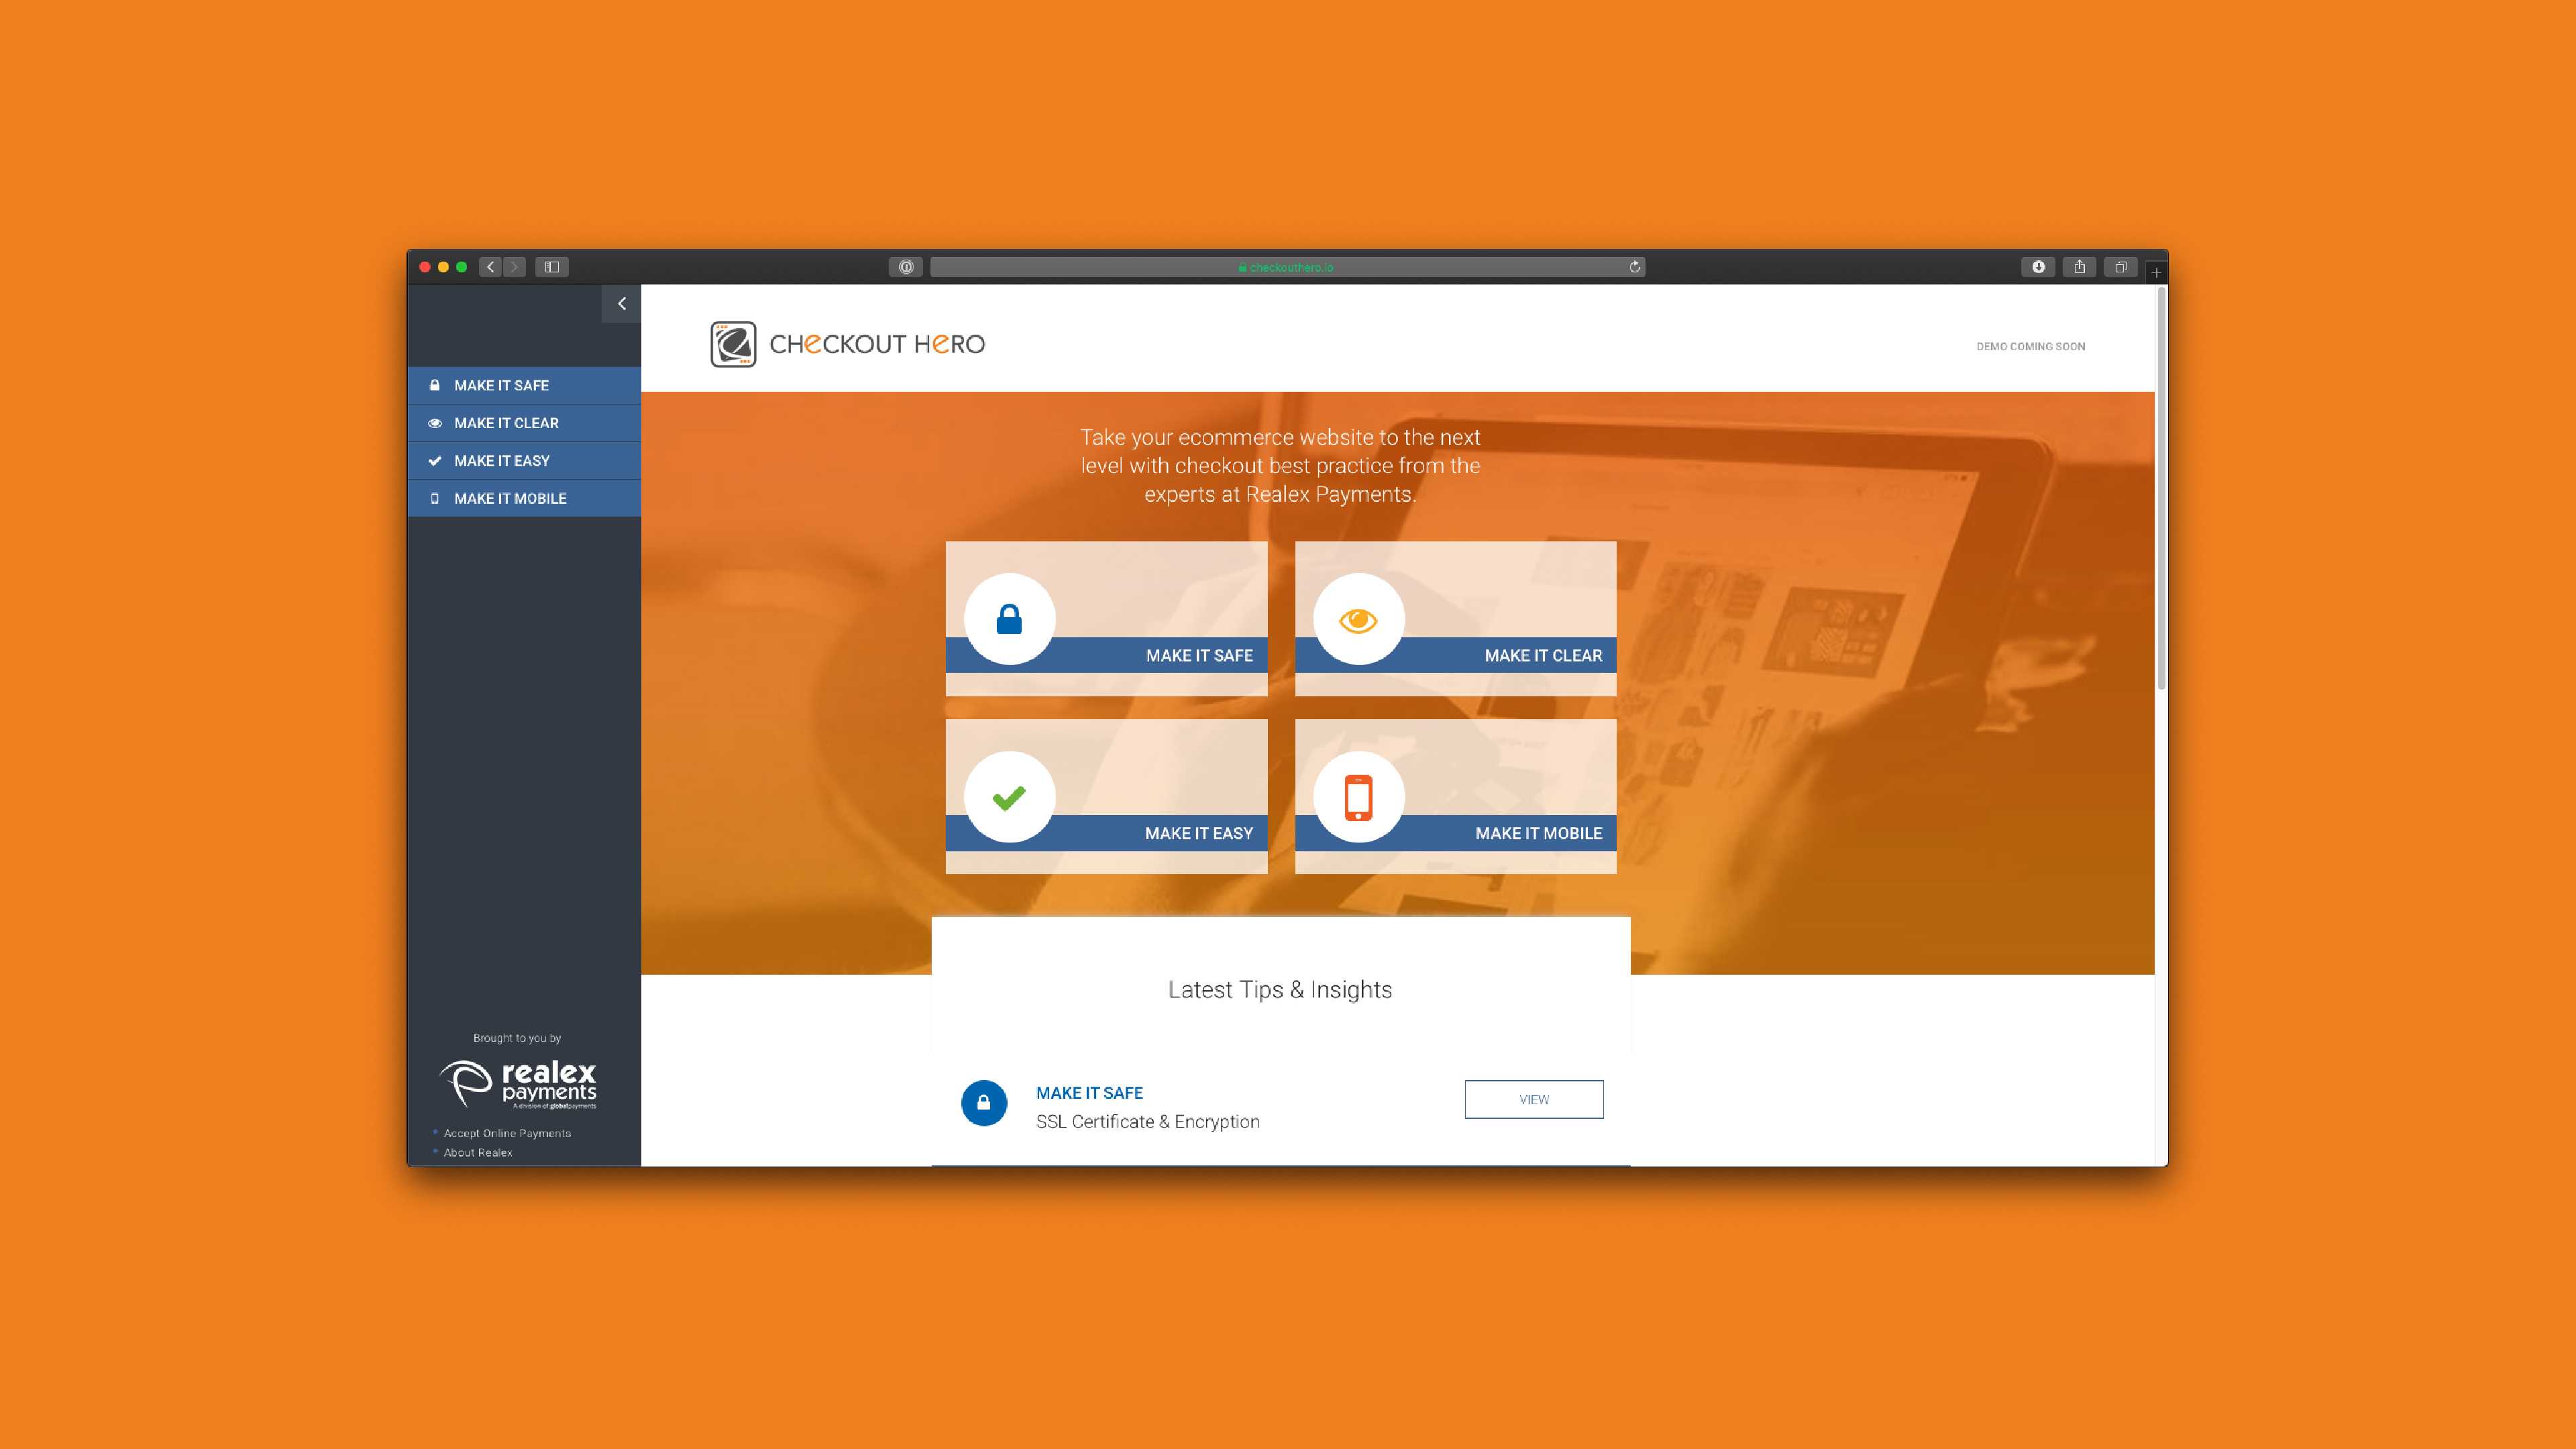 checkouthero.io
CHeCKOUT HeRO
DEMO COMING SOON
MAKE IT SAFE
MAKE IT CLEAR
MAKE IT EASY
MAKE IT MOBILE
Take your ecommerce website to the next
level with checkout best practice from the
experts at Realex Payments.
MAKE IT SAFE
MAKE IT CLEAR
MAKE IT EASY
MAKE IT MOBILE
Latest Tips & Insights
MAKE IT SAFE
SSL Certificate & Encryption
VIEW
Brought to you by
realex
payments
A division of globalpayments
Accept Online Payments
About Realex